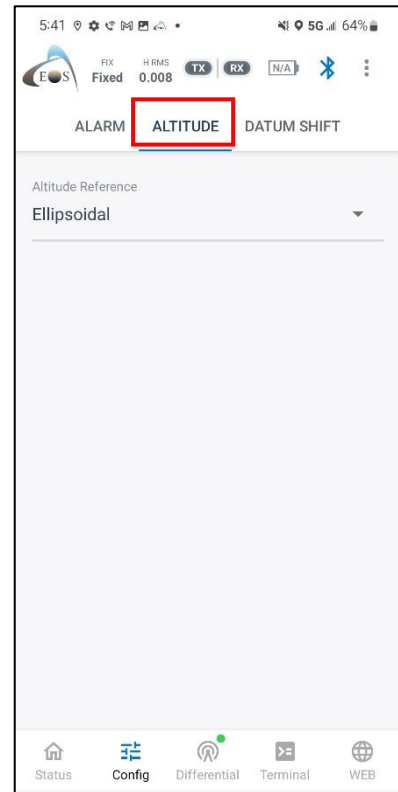 5:41 5G 64%
EOS
FIX H RMS
Fixed 0.008 TX RX N/A
ALARM ALTITUDE DATUM SHIFT
Altitude Reference
Ellipsoidal
Status Config Differential Terminal WEB